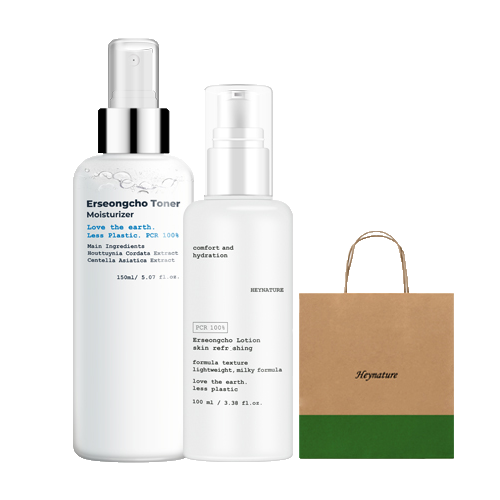 Erseongcho Toner
Moisturizer
Love the earth.
Less Plastic. PCR 100%
Main Ingredients
Houttuynia Cordata Extract
Centella Asiatica Extract
150ml/ 5.07 fl.oz.
comfort and
hydration
HEYNATURE
PCR 100%
Erseongcho Lotion
skin refr ahing
formula texture
lightweight, milky formula
love the earth.
less plastic
100 ml / 3.38 fl.oz.
Heynature